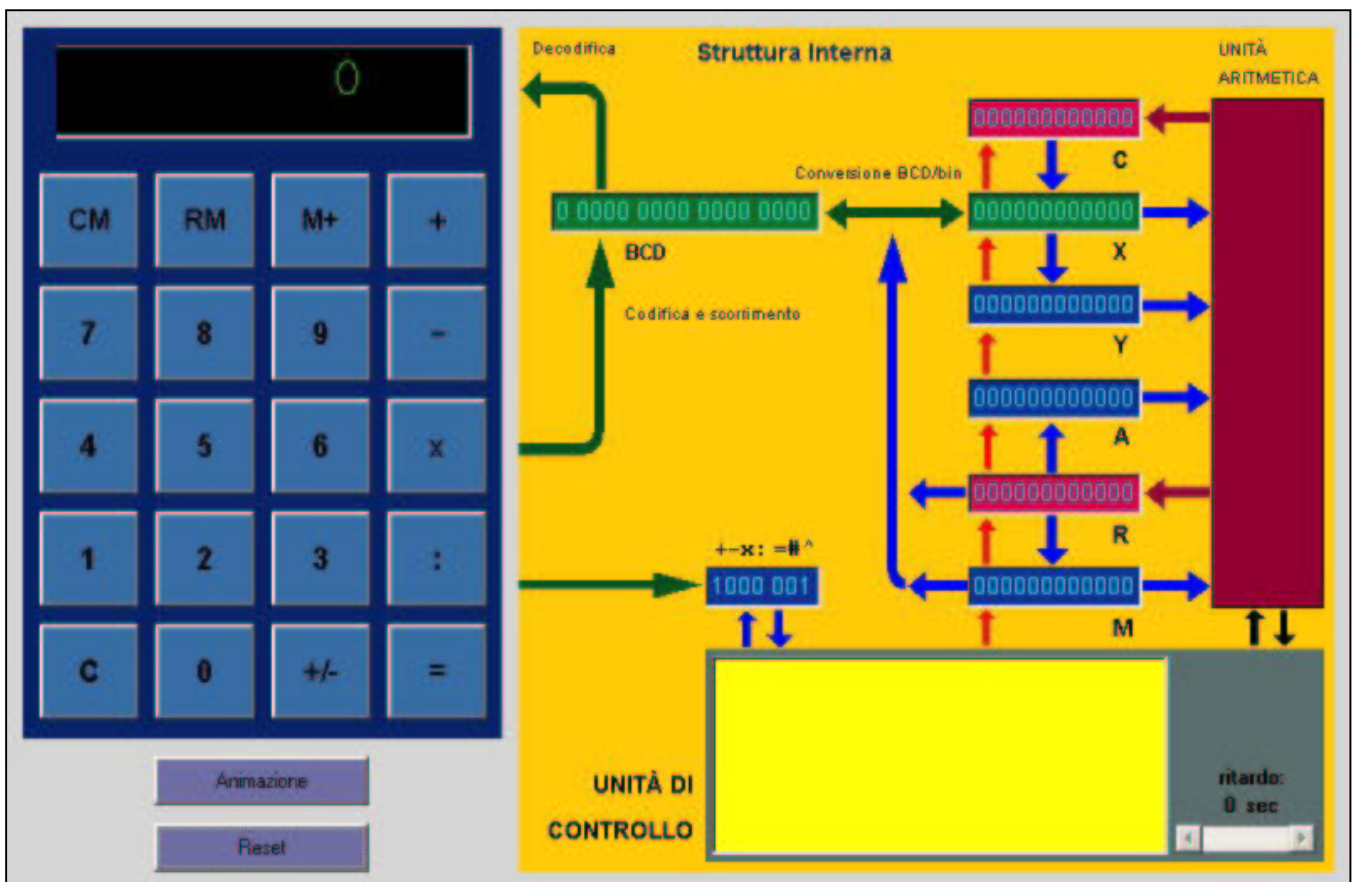 0
CM RM M+ +
7 8 9 -
4 5 6 x
1 2 3 :
C 0 +/- =
Animazione
Reset
Decodifica
Struttura Interna
UNITÀ
ARITMETICA
000000000000
C
Conversione BCD/bin
0 0000 0000 0000 0000
000000000000
BCD
X
000000000000
Codifica e scorrimento
Y
000000000000
A
000000000000
R
+-x: =#^
1000 001
000000000000
M
UNITÀ DI
CONTROLLO
ritardo:
0 sec